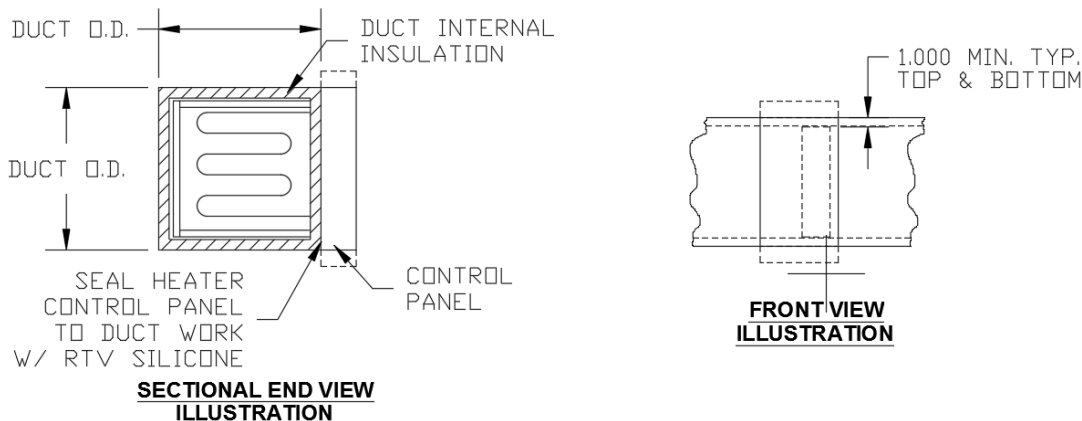 DUCT O.D.
DUCT INTERNAL
INSULATION
DUCT O.D.
SEAL HEATER
CONTROL PANEL
TO DUCT WORK
W/ RTV SILICONE
CONTROL
PANEL
SECTIONAL END VIEW
ILLUSTRATION
1.000 MIN. TYP.
TOP & BOTTOM
FRONT VIEW
ILLUSTRATION